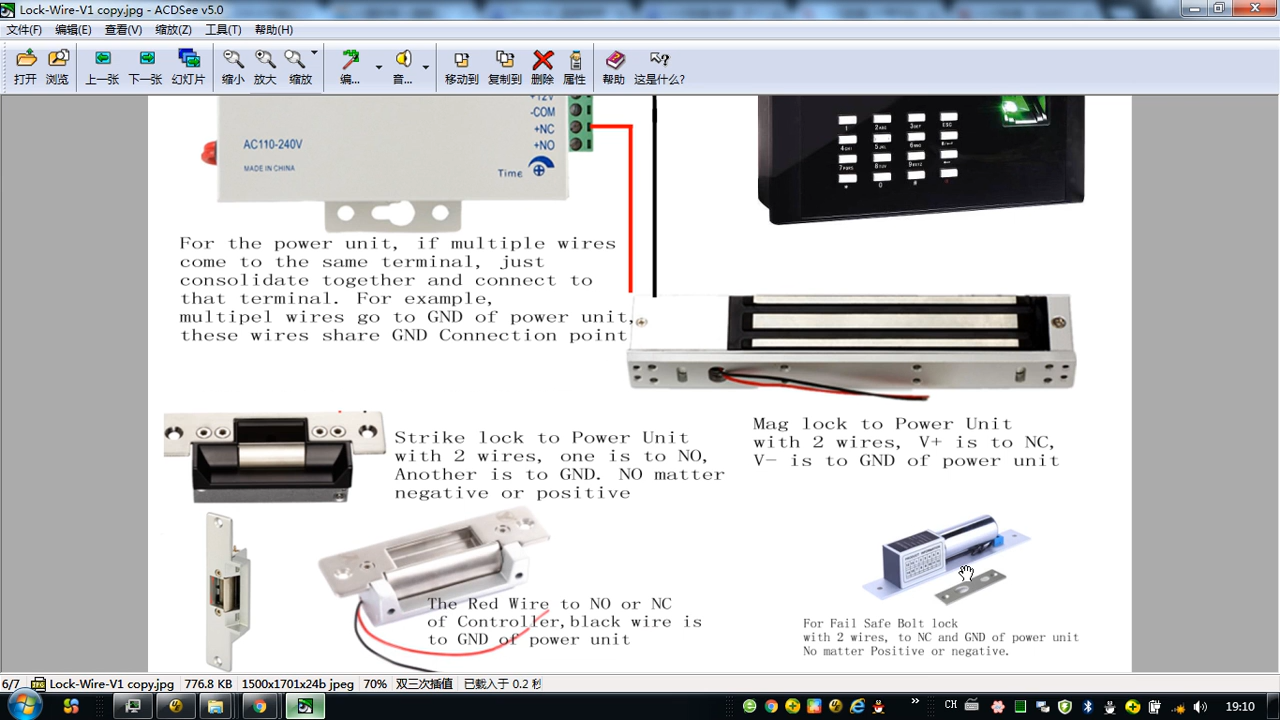 Lock-Wire-V1 copy.jpg - ACDSee v5.0
文件(F) 编辑(E) 查看(V) 缩放(Z) 工具(T) 帮助(H)
打开 浏览 上一张 下一张 幻灯片 缩小 放大 缩放 编... 音... 移动到 复制到 删除 属性 帮助 这是什么?
+12V
-COM
+NC
+NO
AC110-240V
MADE IN CHINA
Time
For the power unit, if multiple wires
come to the same terminal, just
consolidate together and connect to
that terminal. For example,
multipel wires go to GND of power unit,
these wires share GND Connection point
Mag lock to Power Unit
with 2 wires, V+ is to NC,
V- is to GND of power unit
Strike lock to Power Unit
with 2 wires, one is to NO,
Another is to GND. NO matter
negative or positive
The Red Wire to NO or NC
of Controller,black wire is
to GND of power unit
For Fail Safe Bolt lock
with 2 wires, to NC and GND of power unit
No matter Positive or negative.
6/7 Lock-Wire-V1 copy.jpg 776.8 KB 1500x1701x24b jpeg 70% 双三次插值 已载入于 0.2 秒
CH 19:10